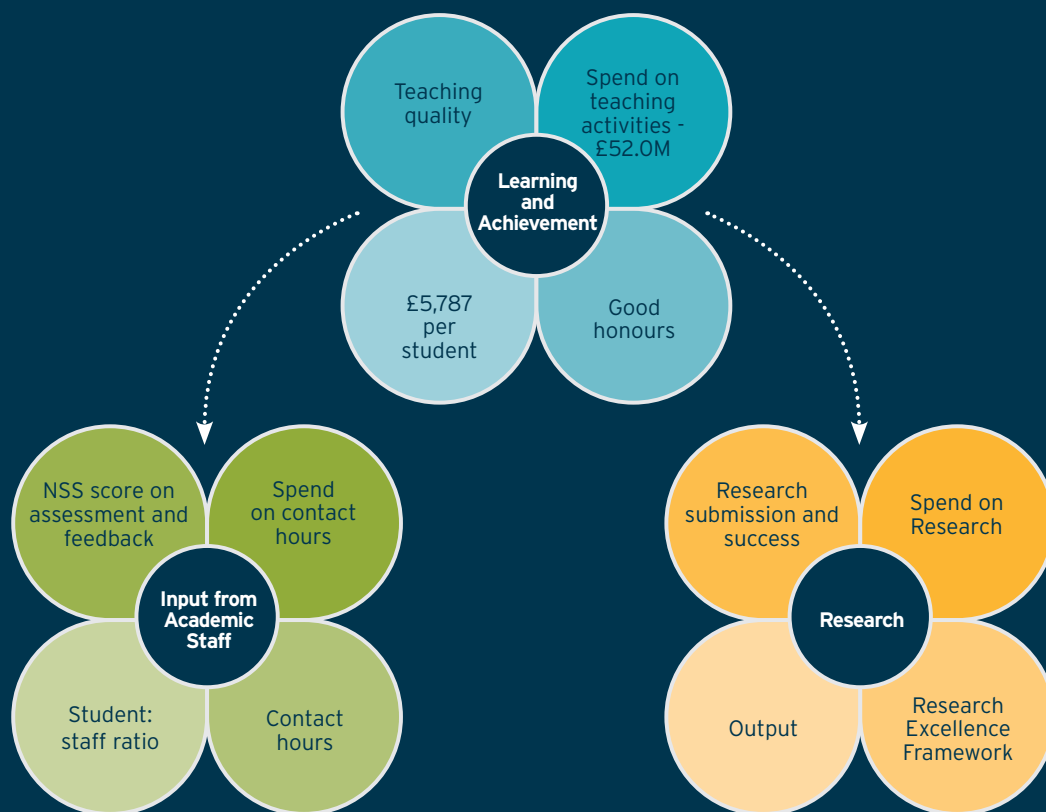 Teaching
quality
Spend on
teaching
activities -
£52.0M
Learning
and
Achievement
£5,787
per
student
Good
honours
NSS score on
assessment and
feedback
Spend
on contact
hours
Input from
Academic
Staff
Student:
staff ratio
Contact
hours
Research
submission and
success
Spend on
Research
Research
Output
Research
Excellence
Framework